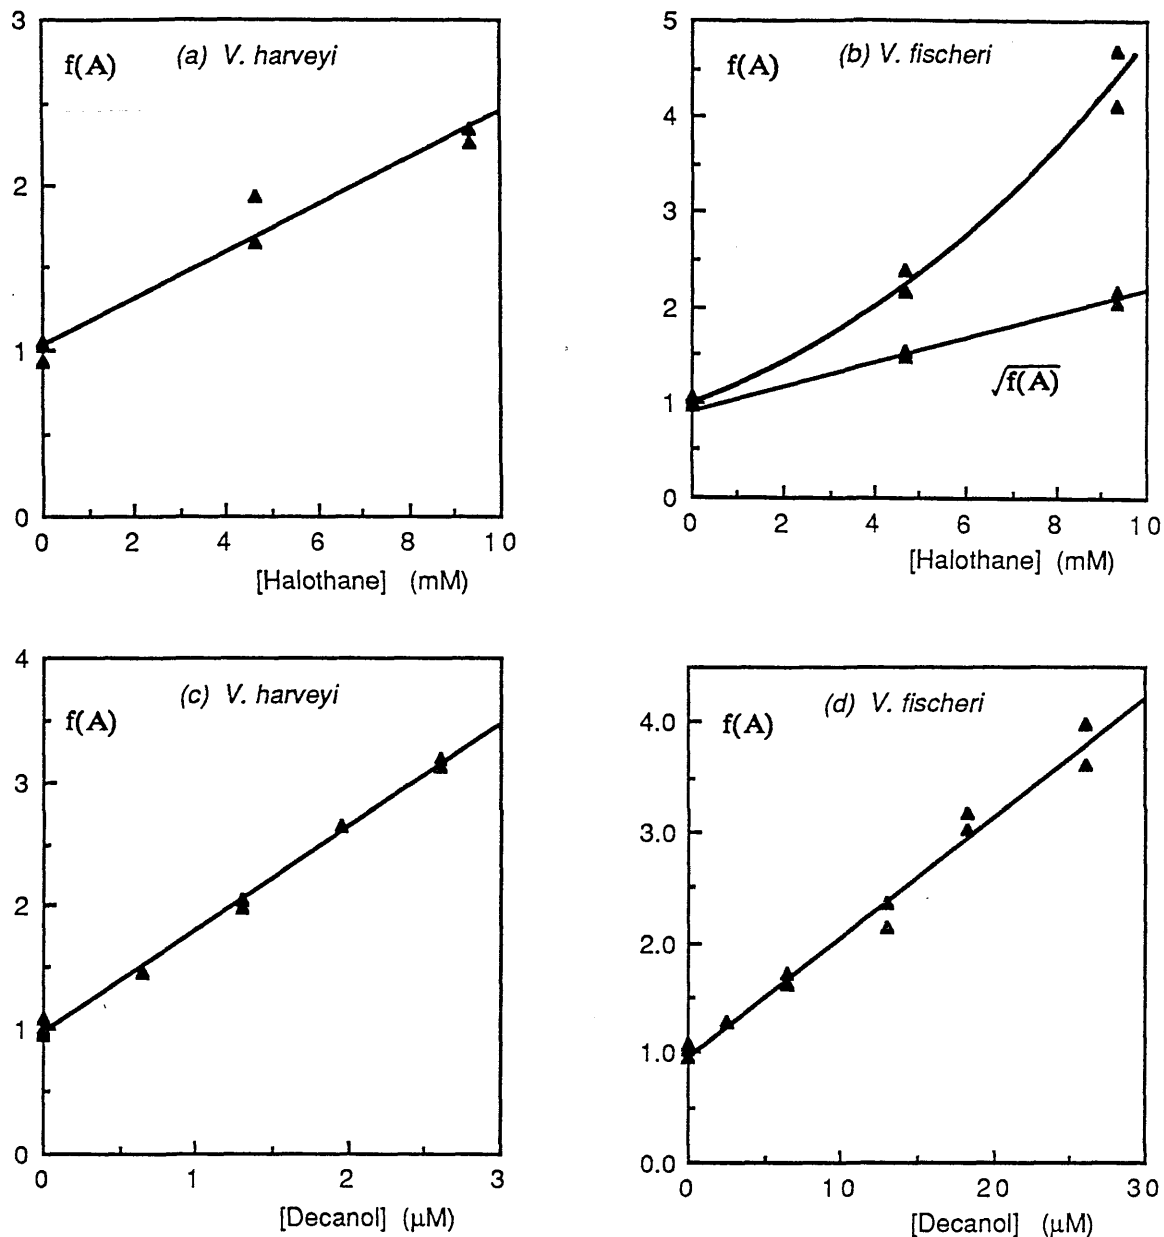 3
f(A)
(a) V. harveyi
2
1
0
0 2 4 6 8 10
[Halothane] (mM)
5
f(A)
(b) V. fischeri
4
3
2
√f(A)
1
0
0 2 4 6 8 10
[Halothane] (mM)
4
(c) V. harveyi
f(A)
3
2
1
0
0 1 2 3
[Decanol] (µM)
4.0
f(A)
(d) V. fischeri
3.0
2.0
1.0
0.0
0 10 20 30
[Decanol] (µM)